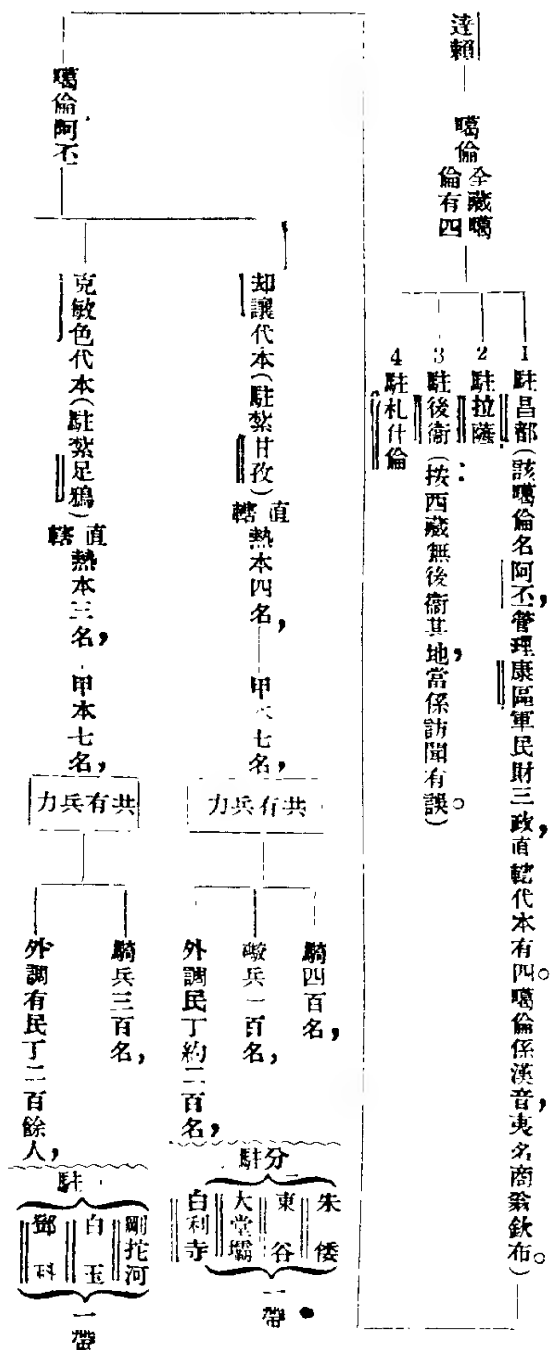 達賴
噶倫 全藏噶倫有四
1 駐昌都(該噶倫名阿丕,管理康區軍民財三政,直轄代本有四。噶倫係漢音,夷名商翁欽布)
2 駐拉薩
3 駐後衞(按:西藏無後衞其地,當係訪聞有誤。)
4 駐札什倫
噶倫阿丕
却讓代本(駐紮甘孜)直轄熱本四名,
甲本七名,
共有兵力
騎四百名,
礮兵一百名,
外調民丁約二百名,
分駐
朱倭
東谷
大堂壩
白利寺
一帶
克敏色代本(駐紮足鴉)直轄熱本三名,
甲本七名,
共有兵力
騎兵三百名,
外調有民丁二百餘人,
駐
剛拕河
白玉
鄧科
一帶